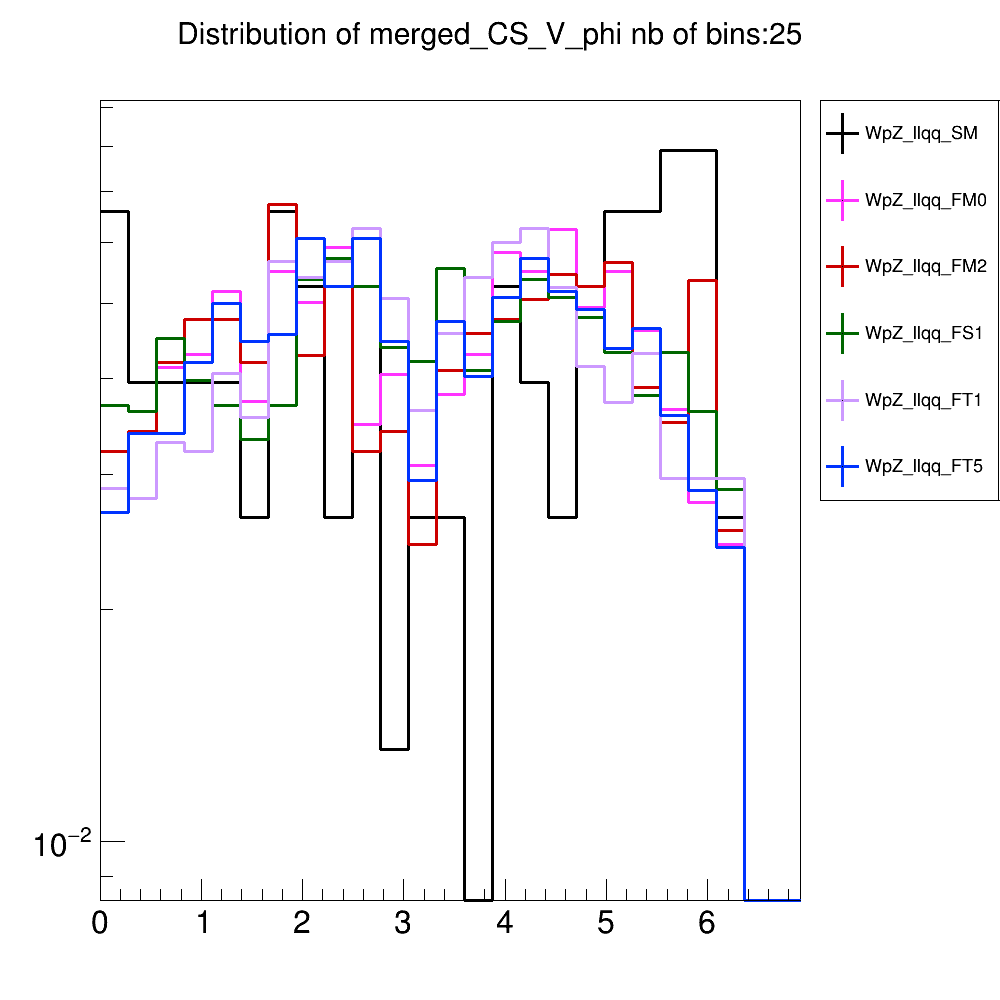 Distribution of merged_CS_V_phi nb of bins:25
WpZ_llqq_SM
WpZ_llqq_FM0
WpZ_llqq_FM2
WpZ_llqq_FS1
WpZ_llqq_FT1
WpZ_llqq_FT5
10−2
0 1 2 3 4 5 6